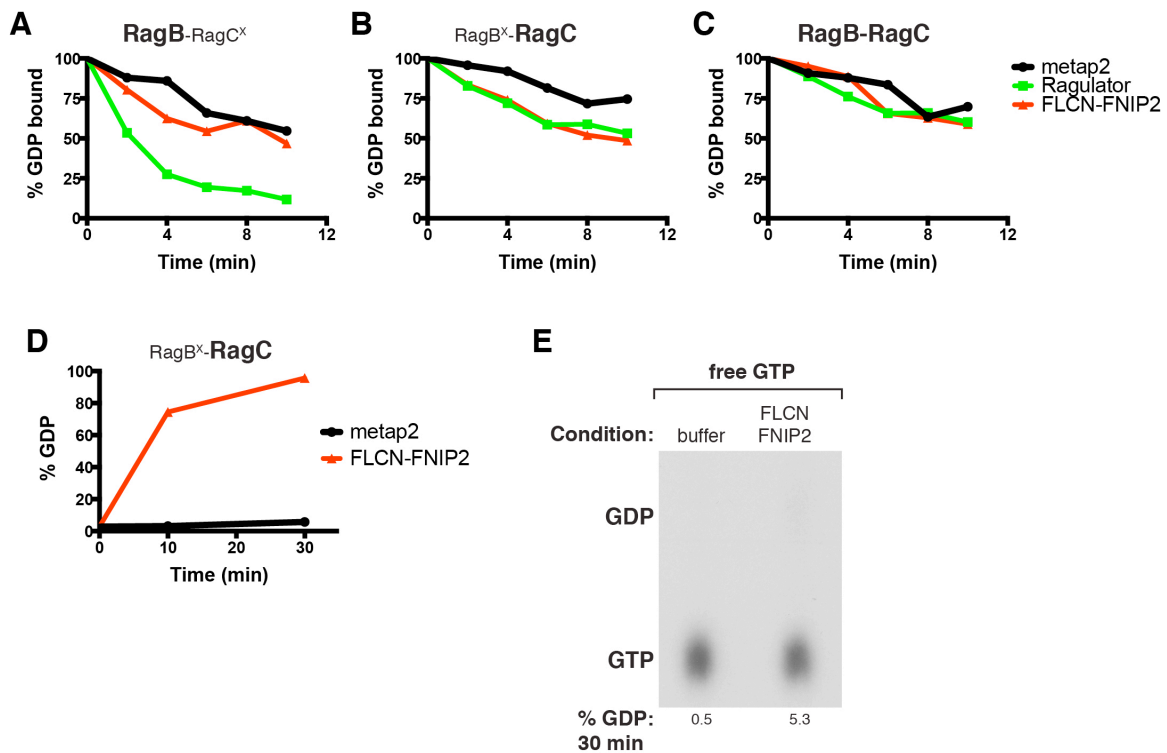 A
RagB-RagCˣ
% GDP bound
100
75
50
25
0
0 4 8 12
Time (min)
B
RagBˣ-RagC
% GDP bound
100
75
50
25
0
0 4 8 12
Time (min)
C
RagB-RagC
% GDP bound
100
75
50
25
0
0 4 8 12
Time (min)
metap2
Ragulator
FLCN-FNIP2
D
RagBˣ-RagC
% GDP
100
80
60
40
20
0
0 10 20 30
Time (min)
metap2
FLCN-FNIP2
E
free GTP
Condition: buffer FLCN
FNIP2
GDP
GTP
% GDP: 0.5 5.3
30 min